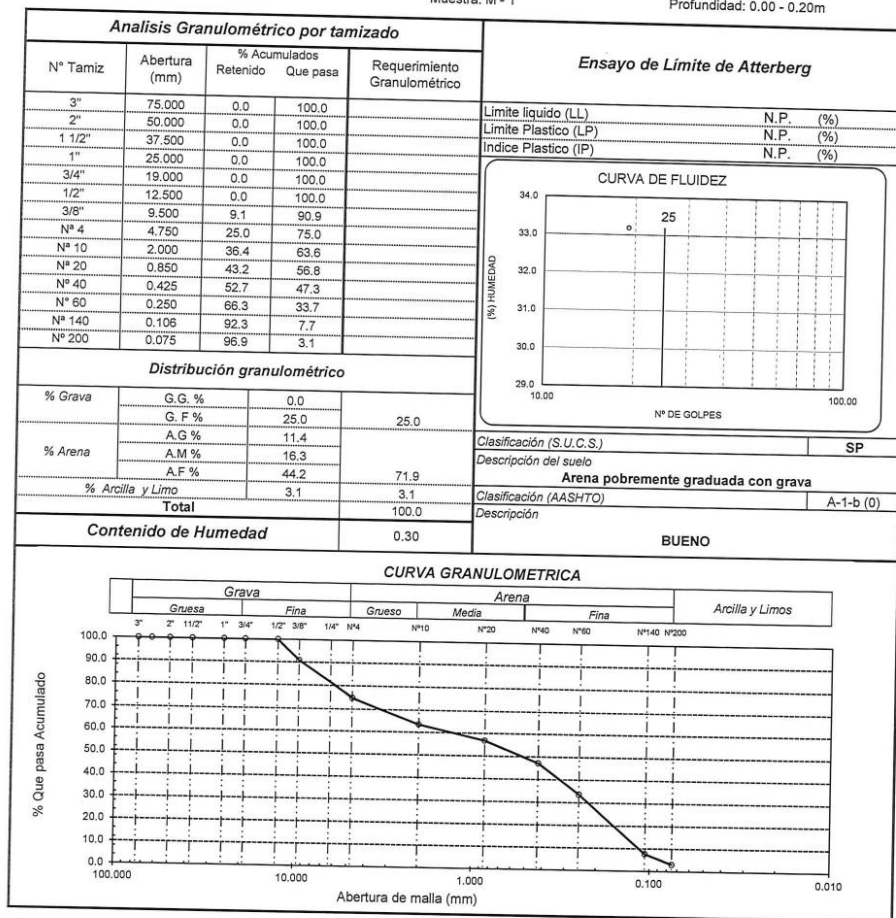 Muestra: M - 1 Profundidad: 0.00 - 0.20m
Analisis Granulométrico por tamizado
N° Tamiz Abertura (mm) % Acumulados Retenido Que pasa Requerimiento Granulométrico
3" 75.000 0.0 100.0
2" 50.000 0.0 100.0
1 1/2" 37.500 0.0 100.0
1" 25.000 0.0 100.0
3/4" 19.000 0.0 100.0
1/2" 12.500 0.0 100.0
3/8" 9.500 9.1 90.9
Nª 4 4.750 25.0 75.0
Nª 10 2.000 36.4 63.6
Nª 20 0.850 43.2 56.8
Nª 40 0.425 52.7 47.3
N° 60 0.250 66.3 33.7
Nª 140 0.106 92.3 7.7
Nº 200 0.075 96.9 3.1
Distribución granulométrico
% Grava G.G. % 0.0
G. F % 25.0 25.0
% Arena A.G % 11.4
A.M % 16.3
A.F % 44.2 71.9
% Arcilla y Limo 3.1 3.1
Total 100.0
Contenido de Humedad 0.30
Ensayo de Límite de Atterberg
Limite liquido (LL) N.P. (%)
Limite Plastico (LP) N.P. (%)
Indice Plastico (IP) N.P. (%)
CURVA DE FLUIDEZ
34.0
25
33.0
32.0
(%) HUMEDAD
31.0
30.0
29.0
10.00 100.00
Nº DE GOLPES
Clasificación (S.U.C.S.) SP
Descripción del suelo
Arena pobremente graduada con grava
Clasificación (AASHTO) A-1-b (0)
Descripción
BUENO
CURVA GRANULOMETRICA
Grava Arena Arcilla y Limos
Gruesa Fina Grueso Media Fina
3" 2" 11/2" 1" 3/4" 1/2" 3/8" 1/4" Nª4 Nª10 Nª20 Nª40 Nª60 Nª140 Nª200
100.0
90.0
80.0
70.0
60.0
50.0
40.0
30.0
20.0
10.0
0.0
% Que pasa Acumulado
100.000 10.000 1.000 0.100 0.010
Abertura de malla (mm)